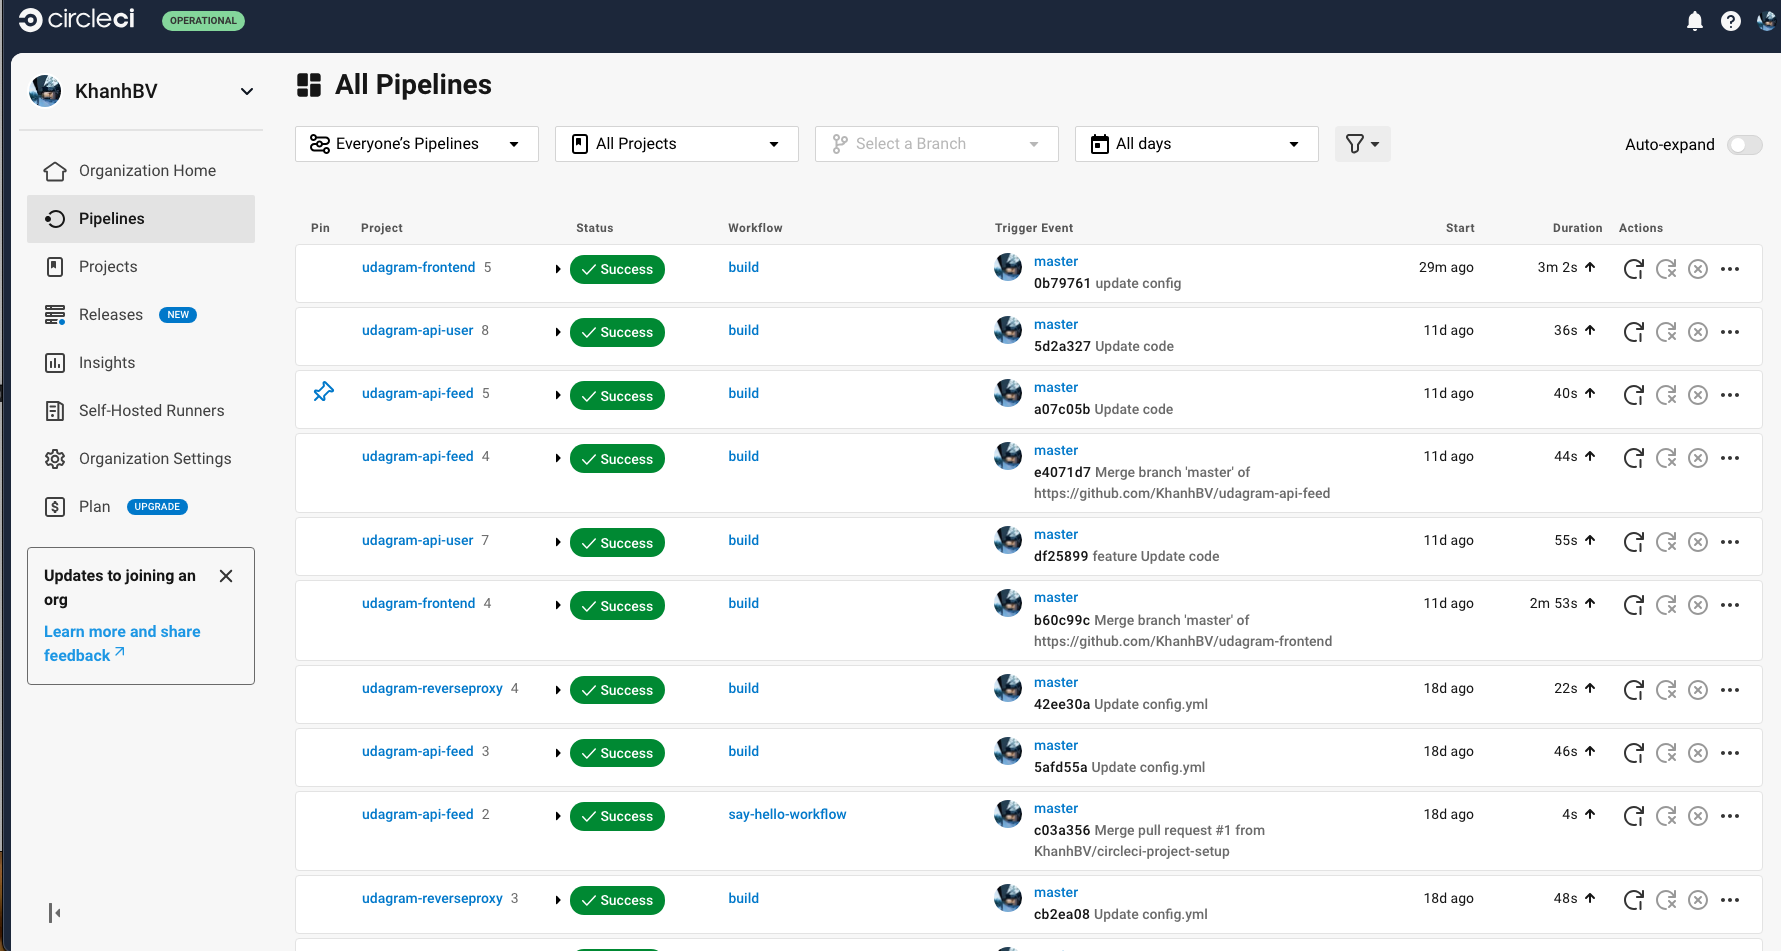 circleci OPERATIONAL
KhanhBV
Organization Home
Pipelines
Projects
Releases NEW
Insights
Self-Hosted Runners
Organization Settings
Plan UPGRADE
Updates to joining an
org
Learn more and share
feedback
All Pipelines
Everyone's Pipelines All Projects Select a Branch All days Auto-expand
Pin Project Status Workflow Trigger Event Start Duration Actions
udagram-frontend 5 Success build master 29m ago 3m 2s
0b79761 update config
udagram-api-user 8 Success build master 11d ago 36s
5d2a327 Update code
udagram-api-feed 5 Success build master 11d ago 40s
a07c05b Update code
udagram-api-feed 4 Success build master 11d ago 44s
e4071d7 Merge branch 'master' of
https://github.com/KhanhBV/udagram-api-feed
udagram-api-user 7 Success build master 11d ago 55s
df25899 feature Update code
udagram-frontend 4 Success build master 11d ago 2m 53s
b60c99c Merge branch 'master' of
https://github.com/KhanhBV/udagram-frontend
udagram-reverseproxy 4 Success build master 18d ago 22s
42ee30a Update config.yml
udagram-api-feed 3 Success build master 18d ago 46s
5afd55a Update config.yml
udagram-api-feed 2 Success say-hello-workflow master 18d ago 4s
c03a356 Merge pull request #1 from
KhanhBV/circleci-project-setup
udagram-reverseproxy 3 Success build master 18d ago 48s
cb2ea08 Update config.yml